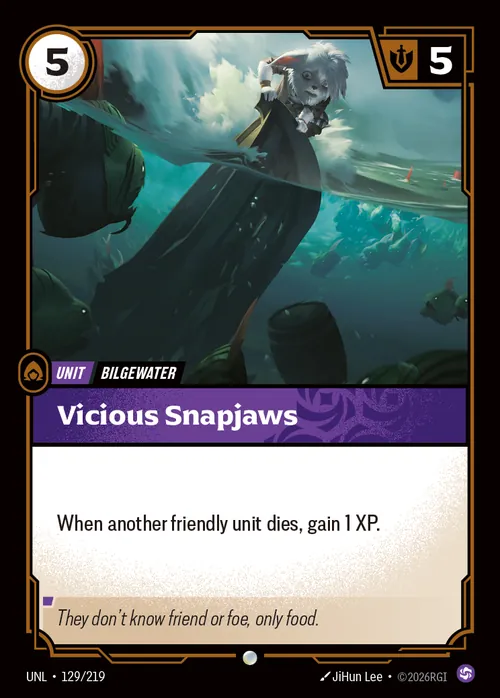 5
5
UNIT BILGEWATER
Vicious Snapjaws
When another friendly unit dies, gain 1 XP.
They don't know friend or foe, only food.
UNL • 129/219 JiHun Lee • ©2026RGI